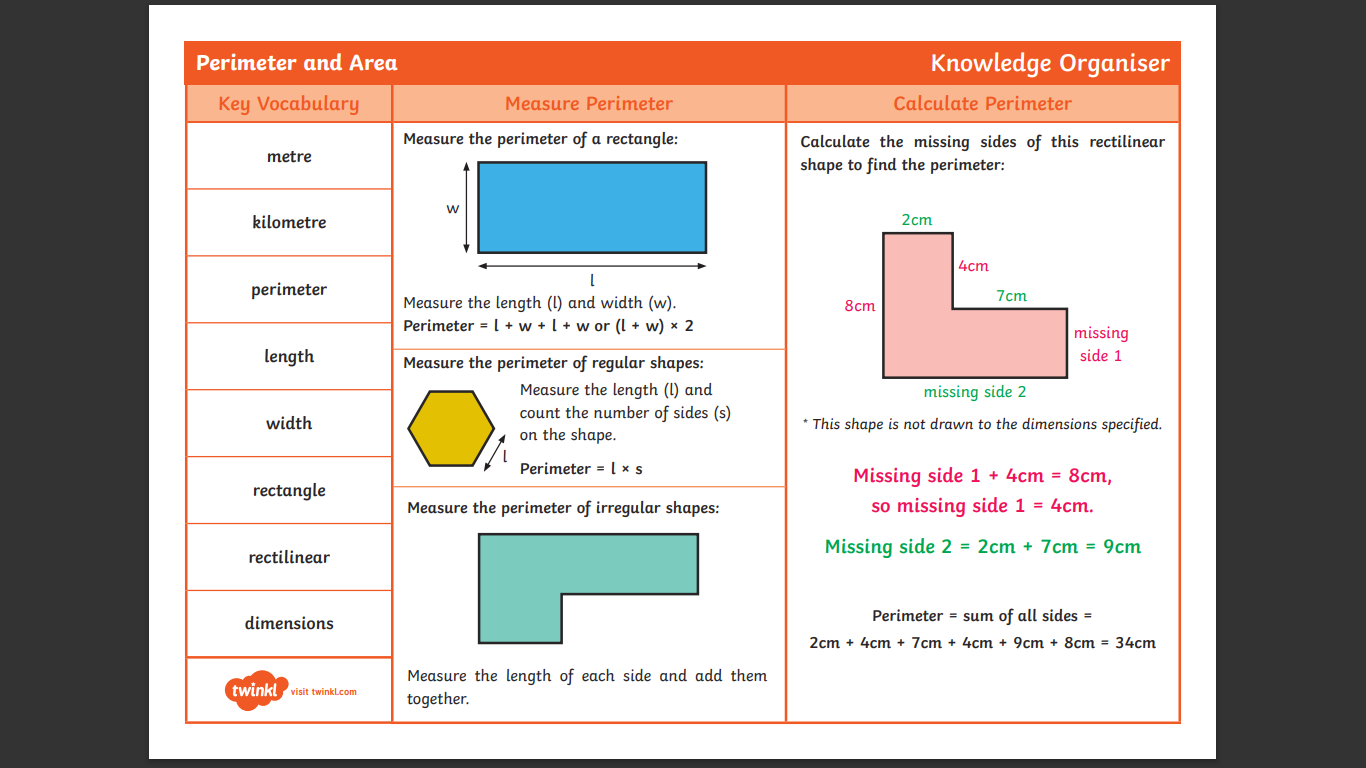 Perimeter and Area
Knowledge Organiser
Key Vocabulary
metre
kilometre
perimeter
length
width
rectangle
rectilinear
dimensions
twinkl visit twinkl.com
Measure Perimeter
Measure the perimeter of a rectangle:
w
l
Measure the length (l) and width (w).
Perimeter = l + w + l + w or (l + w) × 2
Measure the perimeter of regular shapes:
Measure the length (l) and
count the number of sides (s)
on the shape.
l
Perimeter = l × s
Measure the perimeter of irregular shapes:
Measure the length of each side and add them
together.
Calculate Perimeter
Calculate the missing sides of this rectilinear
shape to find the perimeter:
2cm
4cm
7cm
8cm
missing
side 1
missing side 2
* This shape is not drawn to the dimensions specified.
Missing side 1 + 4cm = 8cm,
so missing side 1 = 4cm.
Missing side 2 = 2cm + 7cm = 9cm
Perimeter = sum of all sides =
2cm + 4cm + 7cm + 4cm + 9cm + 8cm = 34cm